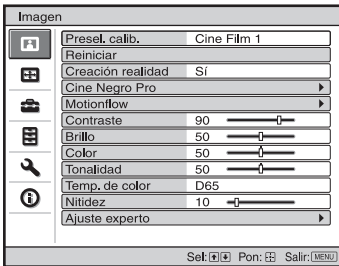 Imagen
Presel. calib. Cine Film 1
Reiniciar
Creación realidad Sí
Cine Negro Pro
Motionflow
Contraste 90
Brillo 50
Color 50
Tonalidad 50
Temp. de color D65
Nitidez 10
Ajuste experto
Sel: Pon: Salir: MENU